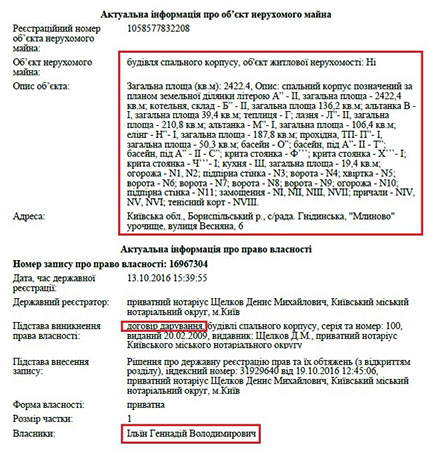 Актуальна інформація про об'єкт нерухомого майна
Реєстраційний номер 1058577832208
об'єкта нерухомого
майна:
Об'єкт нерухомого будівля спального корпусу, об'єкт житлової нерухомості: Ні
майна:
Опис об'єкта: Загальна площа (кв.м): 2422.4, Опис: спальний корпус позначений за
планом земельної ділянки літерою А" - ІІ, загальна площа - 2422,4
кв.м; котельня, склад - Б" - ІІ, загальна площа 136,2 кв.м; альтанка В -
І, загальна площа 39,4 кв.м; теплиця - Г; лазня - Л"- ІІ, загальна площа
- 210,8 кв.м; альтанка - М"- І, загальна площа - 106,4 кв.м;
елінг - Н"- І, загальна площа - 187,8 кв.м; прохідна, ТП- П"- І,
загальна площа - 50,3 кв.м; басейн - О"; басейн, під А"- ІІ - Т";
басейн, під А" - ІІ - С"; крита стоянка - Ф```; крита стоянка - Х```- І;
крита стоянка - Ч```- І; кухня - Щ, загальна площа - 19,4 кв.м;
огорожа - N1, N2; підпірна стінка - N3; ворота - N4; хвіртка - N5;
ворота - N6; ворота - N7; ворота - N8; ворота - N9; огорожа - N10;
підпірна стінка - N11; замощення - NІ, NІІ, NІІІ, NVІІ; причали - NІV,
NV, NVІ; тенісний корт - NVІІІ.
Адреса: Київська обл., Бориспільський р., с/рада. Гнідинська, "Млиново"
урочище, вулиця Весняна, 6
Актуальна інформація про право власності
Номер запису про право власності: 16967304
Дата, час державної 13.10.2016 15:39:55
реєстрації:
Державний реєстратор: приватний нотаріус Щелков Денис Михайлович, Київський міський
нотаріальний округ, м.Київ
Підстава виникнення договір дарування, будівлі спального корпусу, серія та номер: 100,
права власності: виданий 20.02.2009, видавник: Щелков Д.М., приватний нотаріус
Київського міського нотаріального округу
Підстава внесення Рішення про державну реєстрацію прав та їх обтяжень (з відкриттям
запису: розділу), індексний номер: 31929640 від 18.10.2016 12:45:06,
приватний нотаріус Щелков Денис Михайлович, Київський міський
нотаріальний округ, м.Київ
Форма власності: приватна
Розмір частки: 1
Власники: Ільїн Геннадій Володимирович